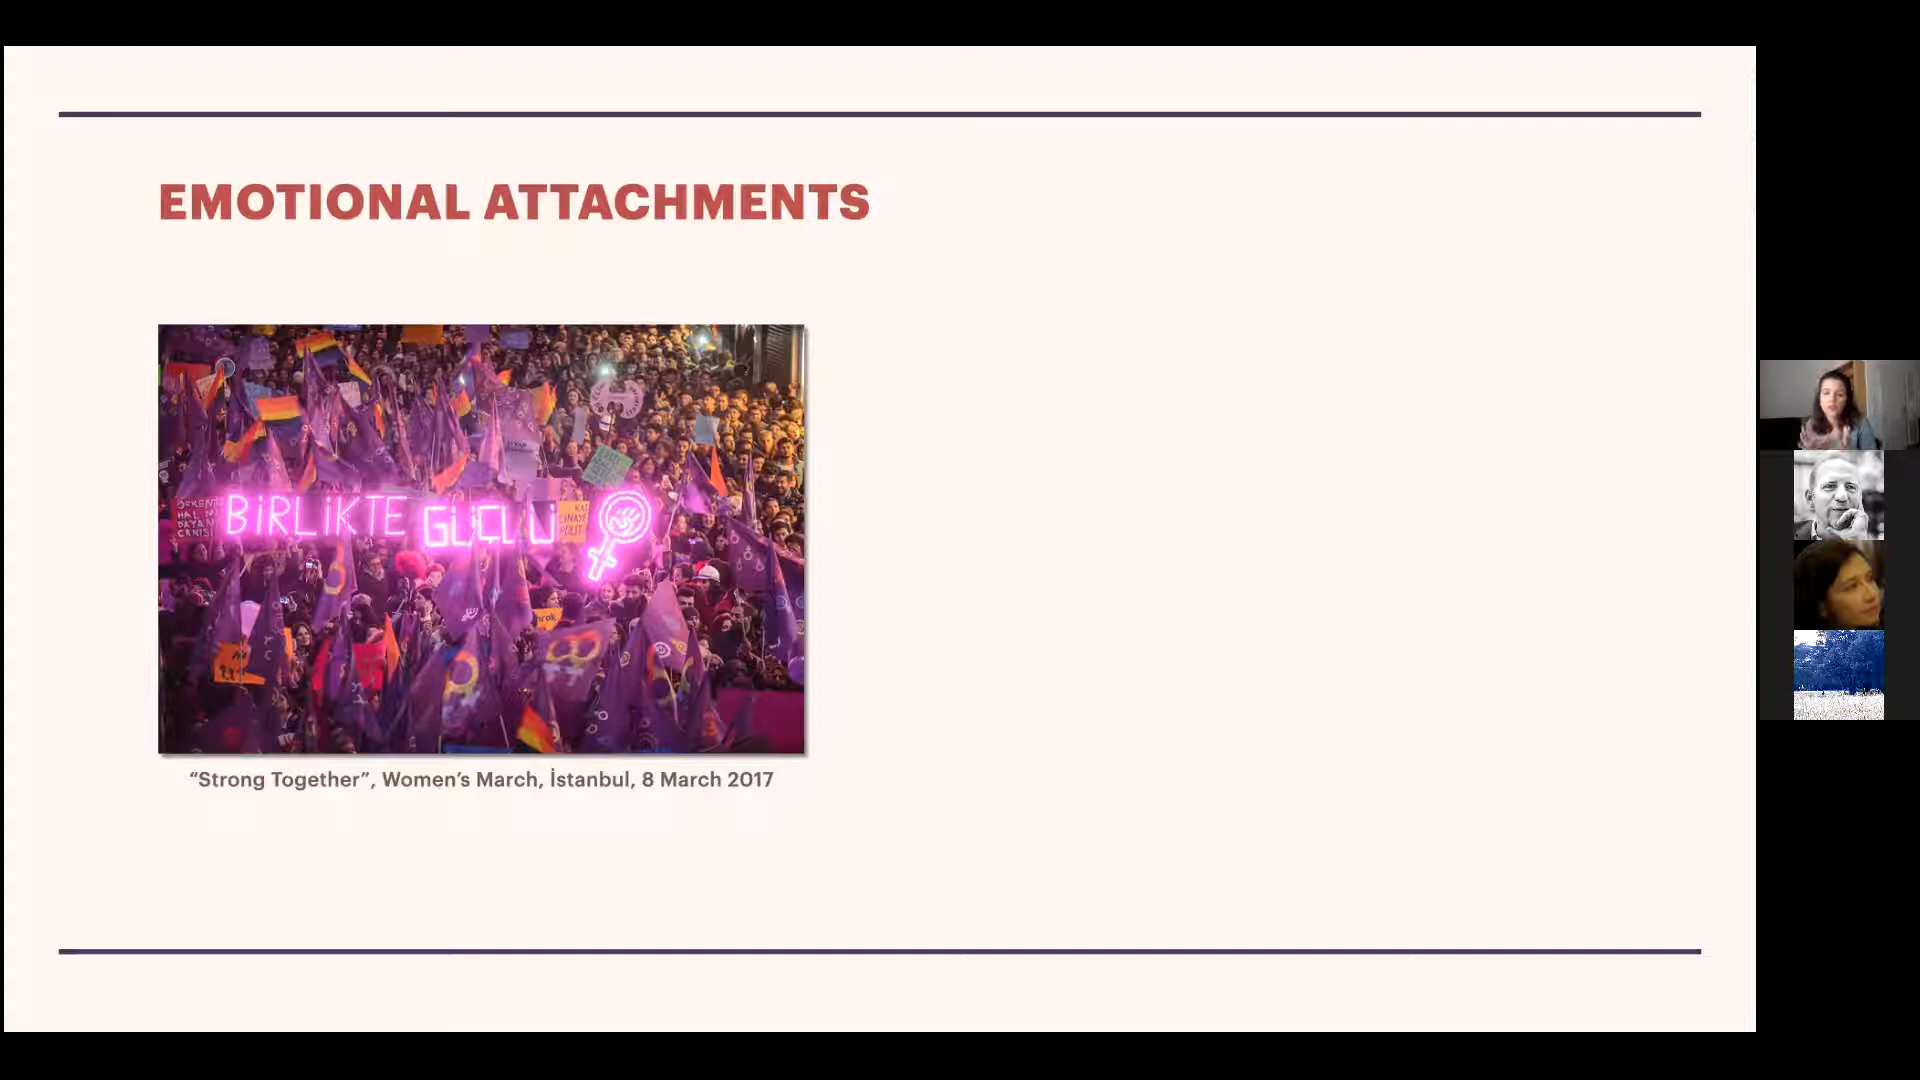 EMOTIONAL ATTACHMENTS
BİRLİKTE GÜÇLÜ
“Strong Together”, Women’s March, İstanbul, 8 March 2017